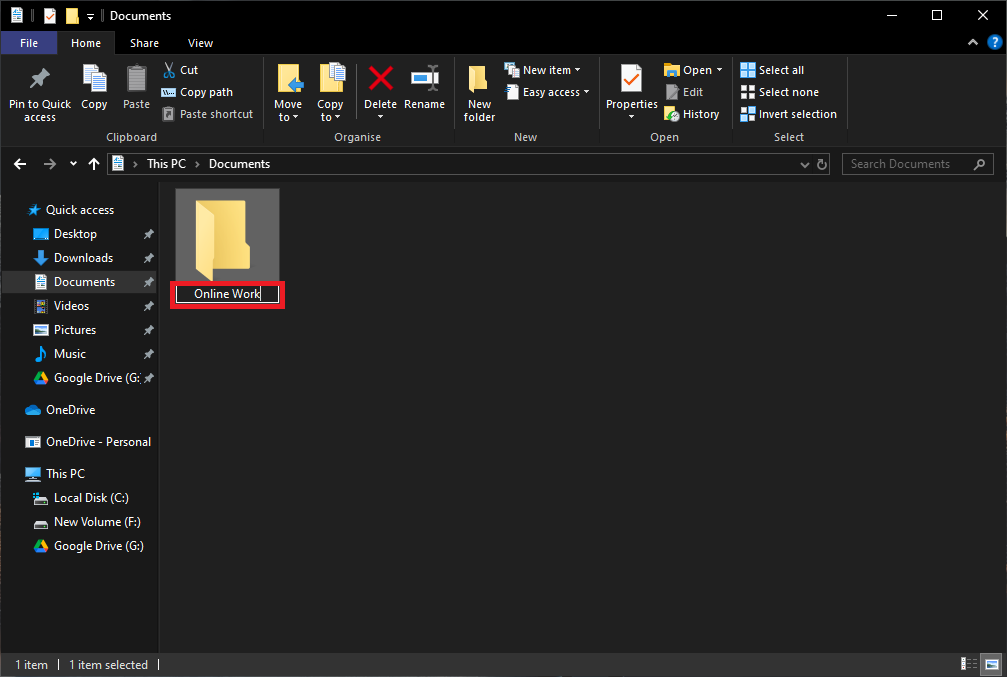 Documents
File Home Share View
Pin to Quick access
Copy
Paste
Cut
Copy path
Paste shortcut
Clipboard
Move to
Copy to
Delete
Rename
Organise
New folder
New item
Easy access
New
Properties
Open
Edit
History
Open
Select all
Select none
Invert selection
Select
This PC > Documents
Search Documents
Quick access
Desktop
Downloads
Documents
Videos
Pictures
Music
Google Drive (G:
OneDrive
OneDrive - Personal
This PC
Local Disk (C:)
New Volume (F:)
Google Drive (G:)
Online Work
1 item
1 item selected